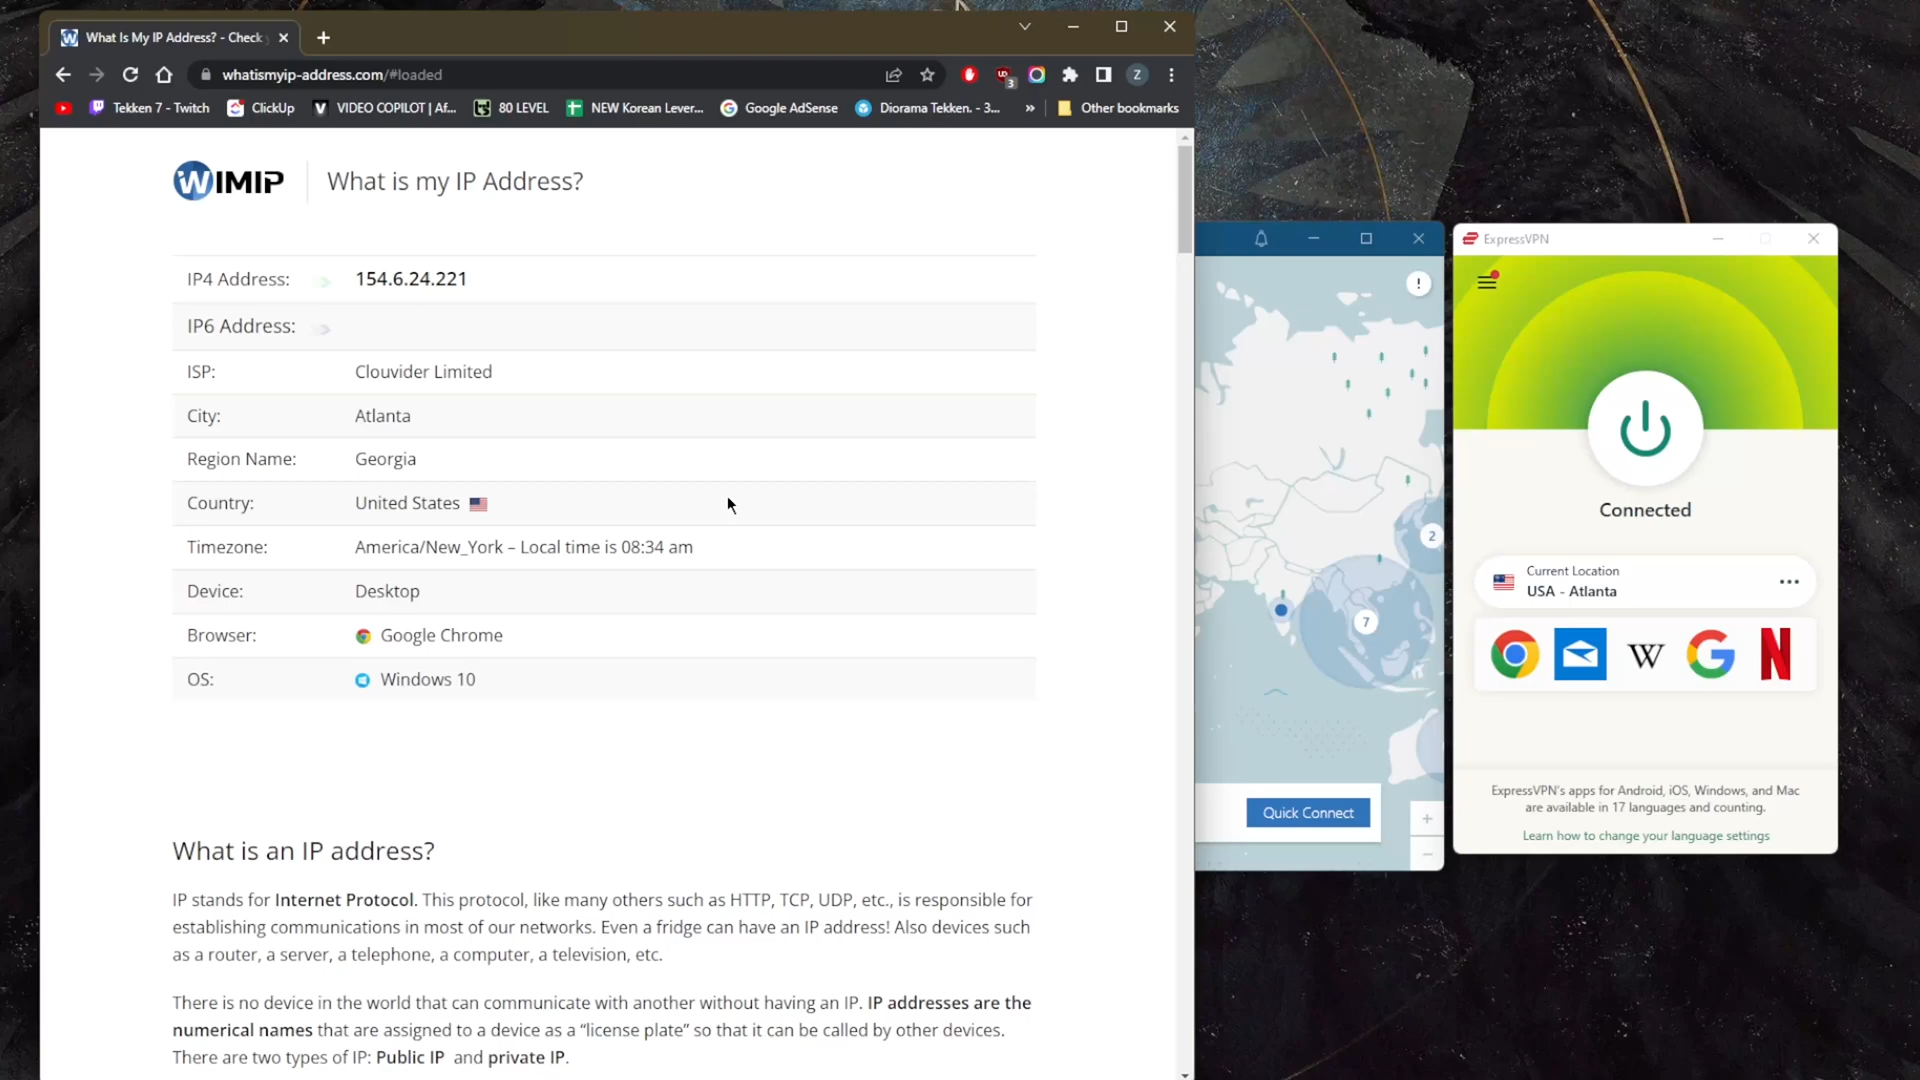 What Is My IP Address? - Check
whatismyip-address.com/#loaded
3
Z
Tekken 7 - Twitch
ClickUp
VIDEO COPILOT | Af...
80 LEVEL
NEW Korean Lever...
Google AdSense
Diorama Tekken. - 3...
»
Other bookmarks
WIMIP
What is my IP Address?
IP4 Address: 154.6.24.221
IP6 Address:
ISP: Clouvider Limited
City: Atlanta
Region Name: Georgia
Country: United States
Timezone: America/New_York – Local time is 08:34 am
Device: Desktop
Browser: Google Chrome
OS: Windows 10
What is an IP address?
IP stands for Internet Protocol. This protocol, like many others such as HTTP, TCP, UDP, etc., is responsible for
establishing communications in most of our networks. Even a fridge can have an IP address! Also devices such
as a router, a server, a telephone, a computer, a television, etc.
There is no device in the world that can communicate with another without having an IP. IP addresses are the
numerical names that are assigned to a device as a “license plate” so that it can be called by other devices.
There are two types of IP: Public IP and private IP.
!
2
7
Quick Connect
+
−
ExpressVPN
Connected
Current Location
USA - Atlanta
W
G
N
ExpressVPN's apps for Android, iOS, Windows, and Mac
are available in 17 languages and counting.
Learn how to change your language settings